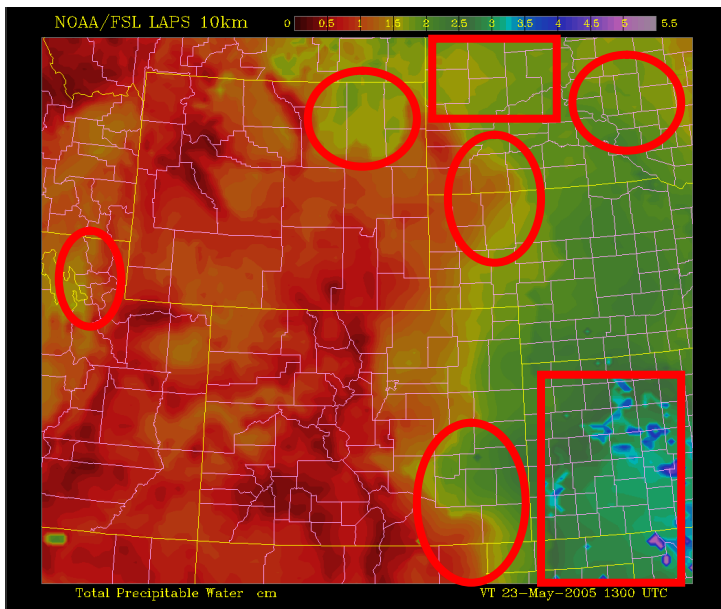 NOAA/FSL LAPS 10km
0 0.5 1 1.5 2 2.5 3 3.5 4 4.5 5 5.5
Total Precipitable Water cm
VT 23-May-2005 1300 UTC